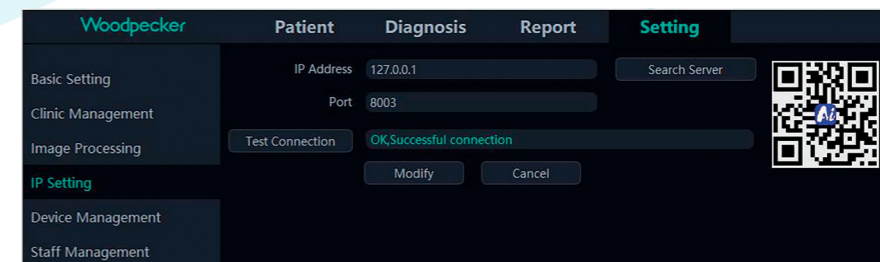 Woodpecker Patient Diagnosis Report Setting
Basic Setting
Clinic Management
Image Processing
IP Setting
Device Management
Staff Management
IP Address 127.0.0.1 Search Server
Port 8003
Test Connection OK,Successful connection
Modify Cancel
Ai